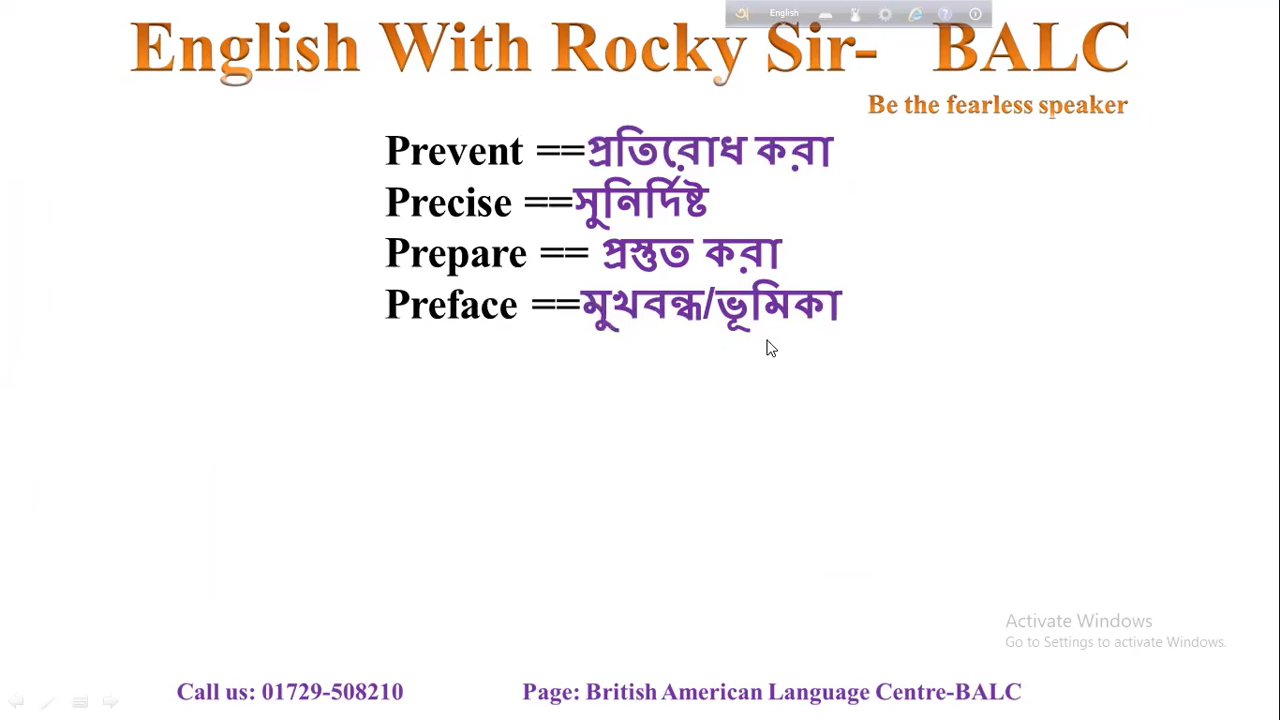 English
English With Rocky Sir- BALC
Be the fearless speaker
Prevent ==প্রতিরোধ করা
Precise ==সুনির্দিষ্ট
Prepare == প্রস্তুত করা
Preface ==মুখবন্ধ/ভূমিকা
Activate Windows
Go to Settings to activate Windows.
Call us: 01729-508210 Page: British American Language Centre-BALC